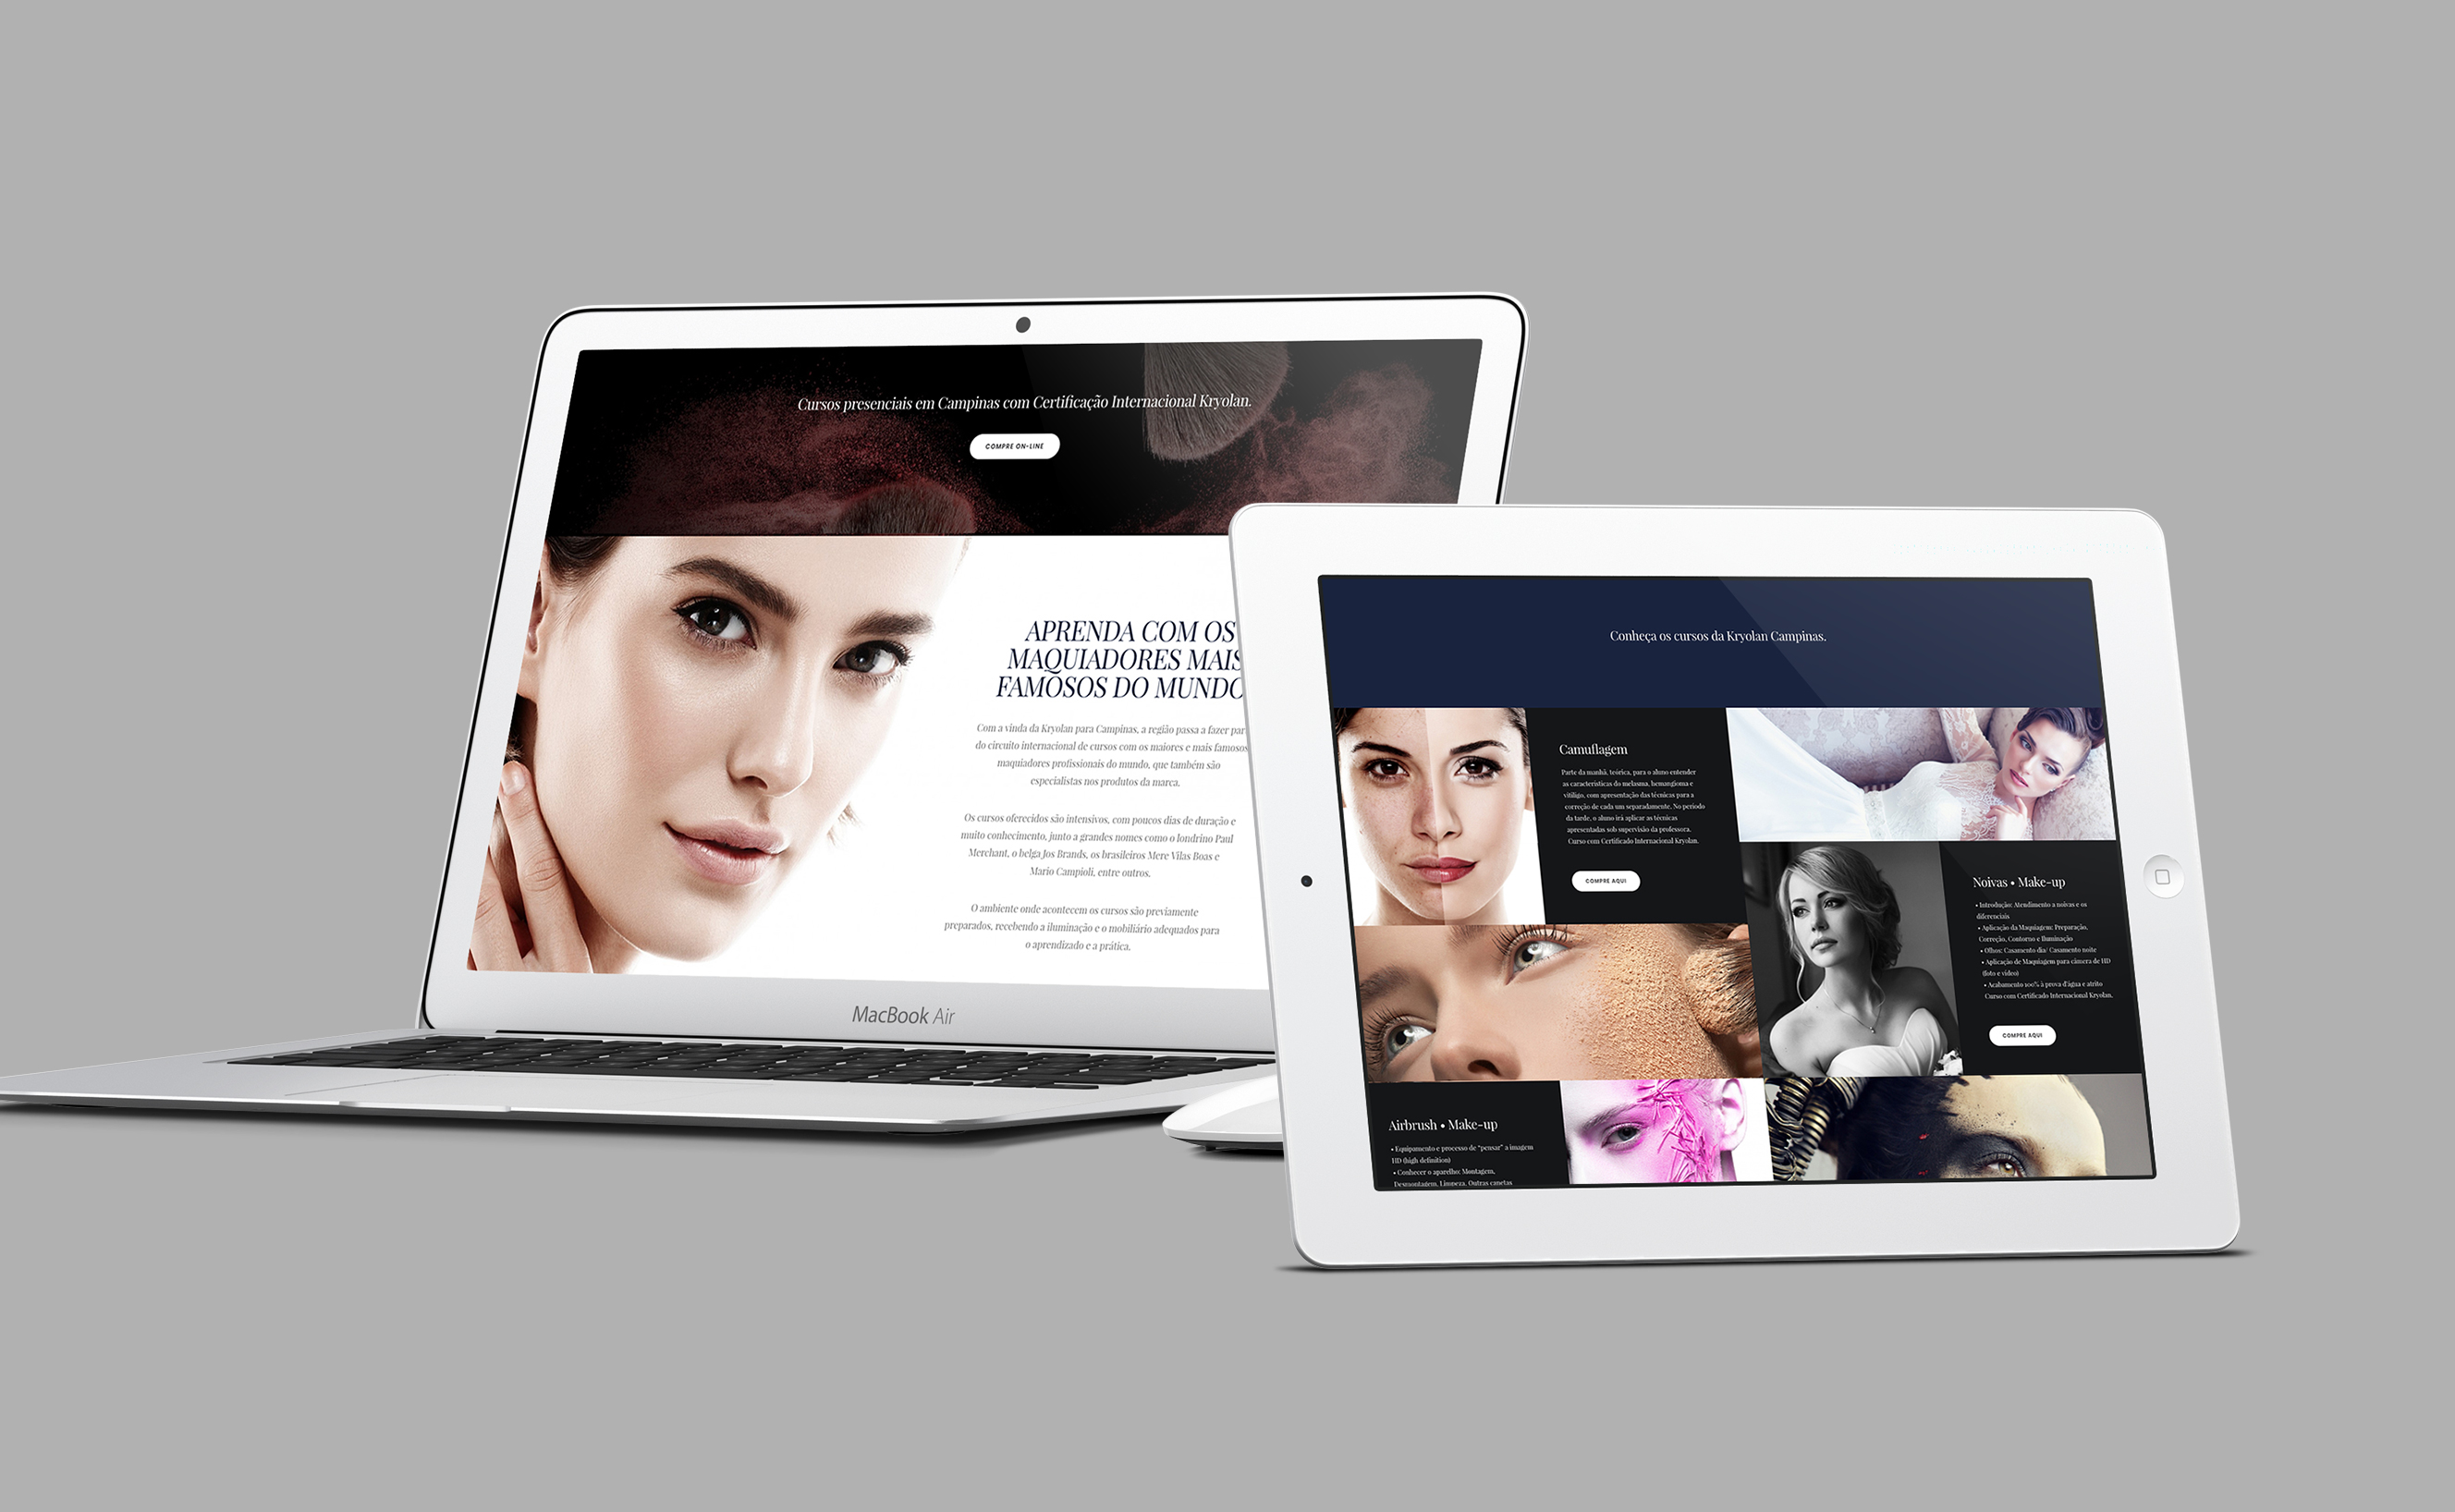 Cursos presenciais em Campinas com Certificação Internacional Kryolan.
COMPRE ON-LINE
APRENDA COM OS
MAQUIADORES MAIS
FAMOSOS DO MUNDO
Com a vinda da Kryolan para Campinas, a região passa a fazer par
do circuito internacional de cursos com os maiores e mais famosos
maquiadores profissionais do mundo, que também são
especialistas nos produtos da marca.
Os cursos oferecidos são intensivos, com poucos dias de duração e
muito conhecimento, junto a grandes nomes como o londrino Paul
Merchant, o belga Jos Brands, os brasileiros Mere Vilas Boas e
Mario Campioli, entre outros.
O ambiente onde acontecem os cursos são previamente
preparados, recebendo a iluminação e o mobiliário adequados para
o aprendizado e a prática.
MacBook Air
Conheça os cursos da Kryolan Campinas.
Camuflagem
Parte da manhã, teórica, para o aluno entender
as características do melasma, hemangioma e
vitiligo, com apresentação das técnicas para a
correção de cada um separadamente. No período
da tarde, o aluno irá aplicar as técnicas
apresentadas sob supervisão da professora.
Curso com Certificado Internacional Kryolan.
COMPRE AQUI
Noivas • Make-up
• Introdução: Atendimento a noivas e os
diferenciais
• Aplicação da Maquiagem: Preparação,
Correção, Contorno e Iluminação
• Olhos: Casamento dia/ Casamento noite
• Aplicação de Maquiagem para câmera de HD
(foto e vídeo)
• Acabamento 100% à prova d'água e atrito
Curso com Certificado Internacional Kryolan.
COMPRE AQUI
Airbrush • Make-up
• Equipamento e processo de "pensar" a imagem
HD (high definition)
• Conhecer o aparelho: Montagem,
Desmontagem, Limpeza, Outras canetas